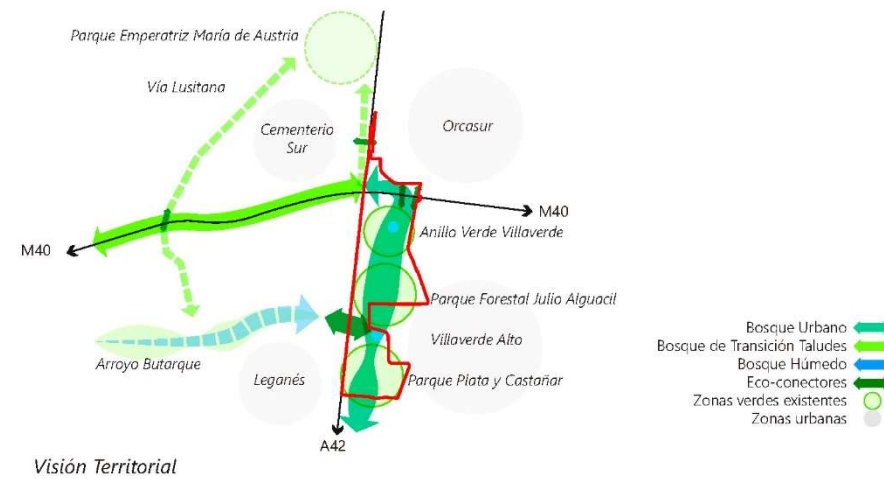 Parque Emperatriz María de Austria
Vía Lusitana
Cementerio
Sur
Orcasur
M40
Anillo Verde Villaverde
M40
Parque Forestal Julio Alguacil
Villaverde Alto
Arroyo Butarque
Leganés
Parque Plata y Castañar
A42
Bosque Urbano
Bosque de Transición Taludes
Bosque Húmedo
Eco-conectores
Zonas verdes existentes
Zonas urbanas
Visión Territorial